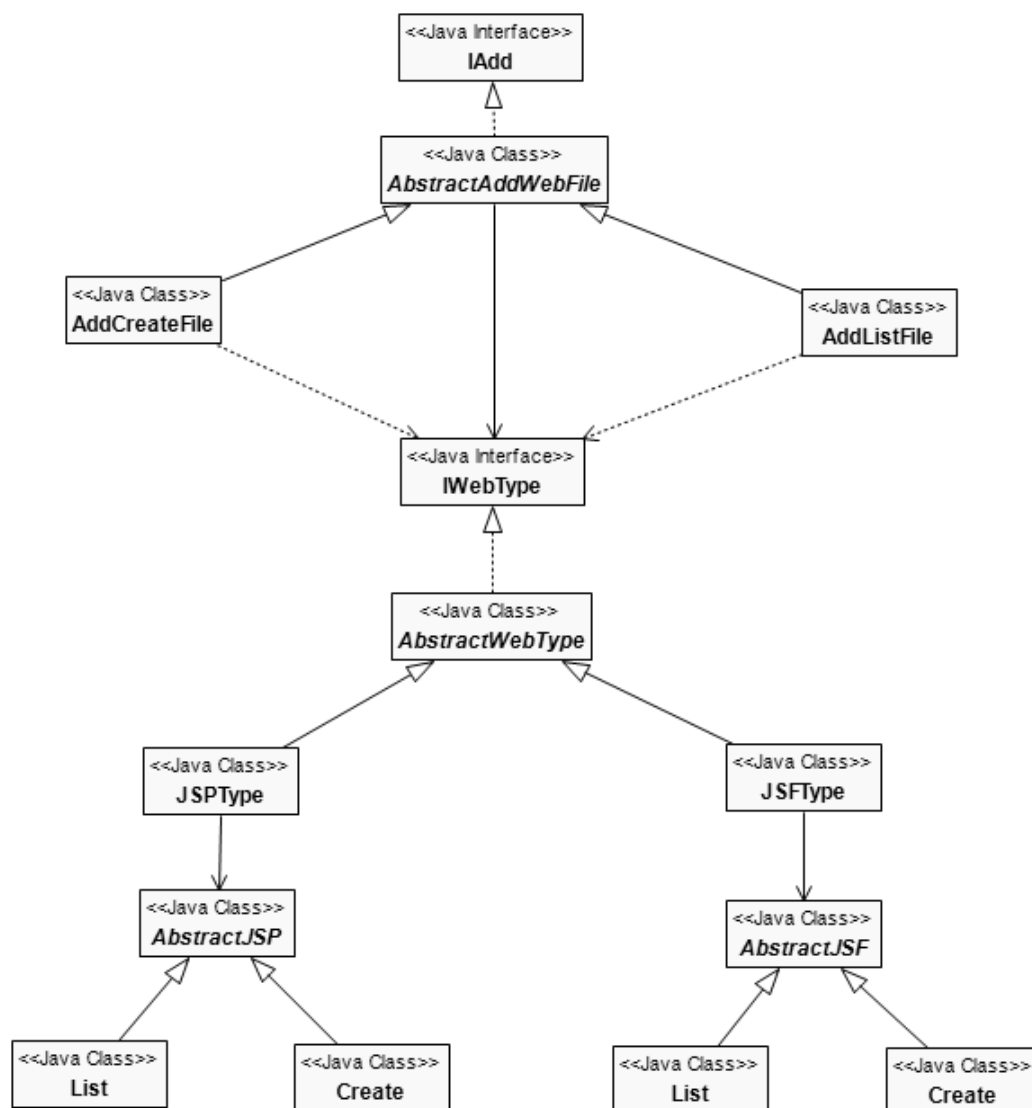 <<Java Interface>>
IAdd
<<Java Class>>
AbstractAddWebFile
<<Java Class>>
AddCreateFile
<<Java Class>>
AddListFile
<<Java Interface>>
IWebType
<<Java Class>>
AbstractWebType
<<Java Class>>
JSPType
<<Java Class>>
JSFType
<<Java Class>>
AbstractJSP
<<Java Class>>
AbstractJSF
<<Java Class>>
List
<<Java Class>>
Create
<<Java Class>>
List
<<Java Class>>
Create